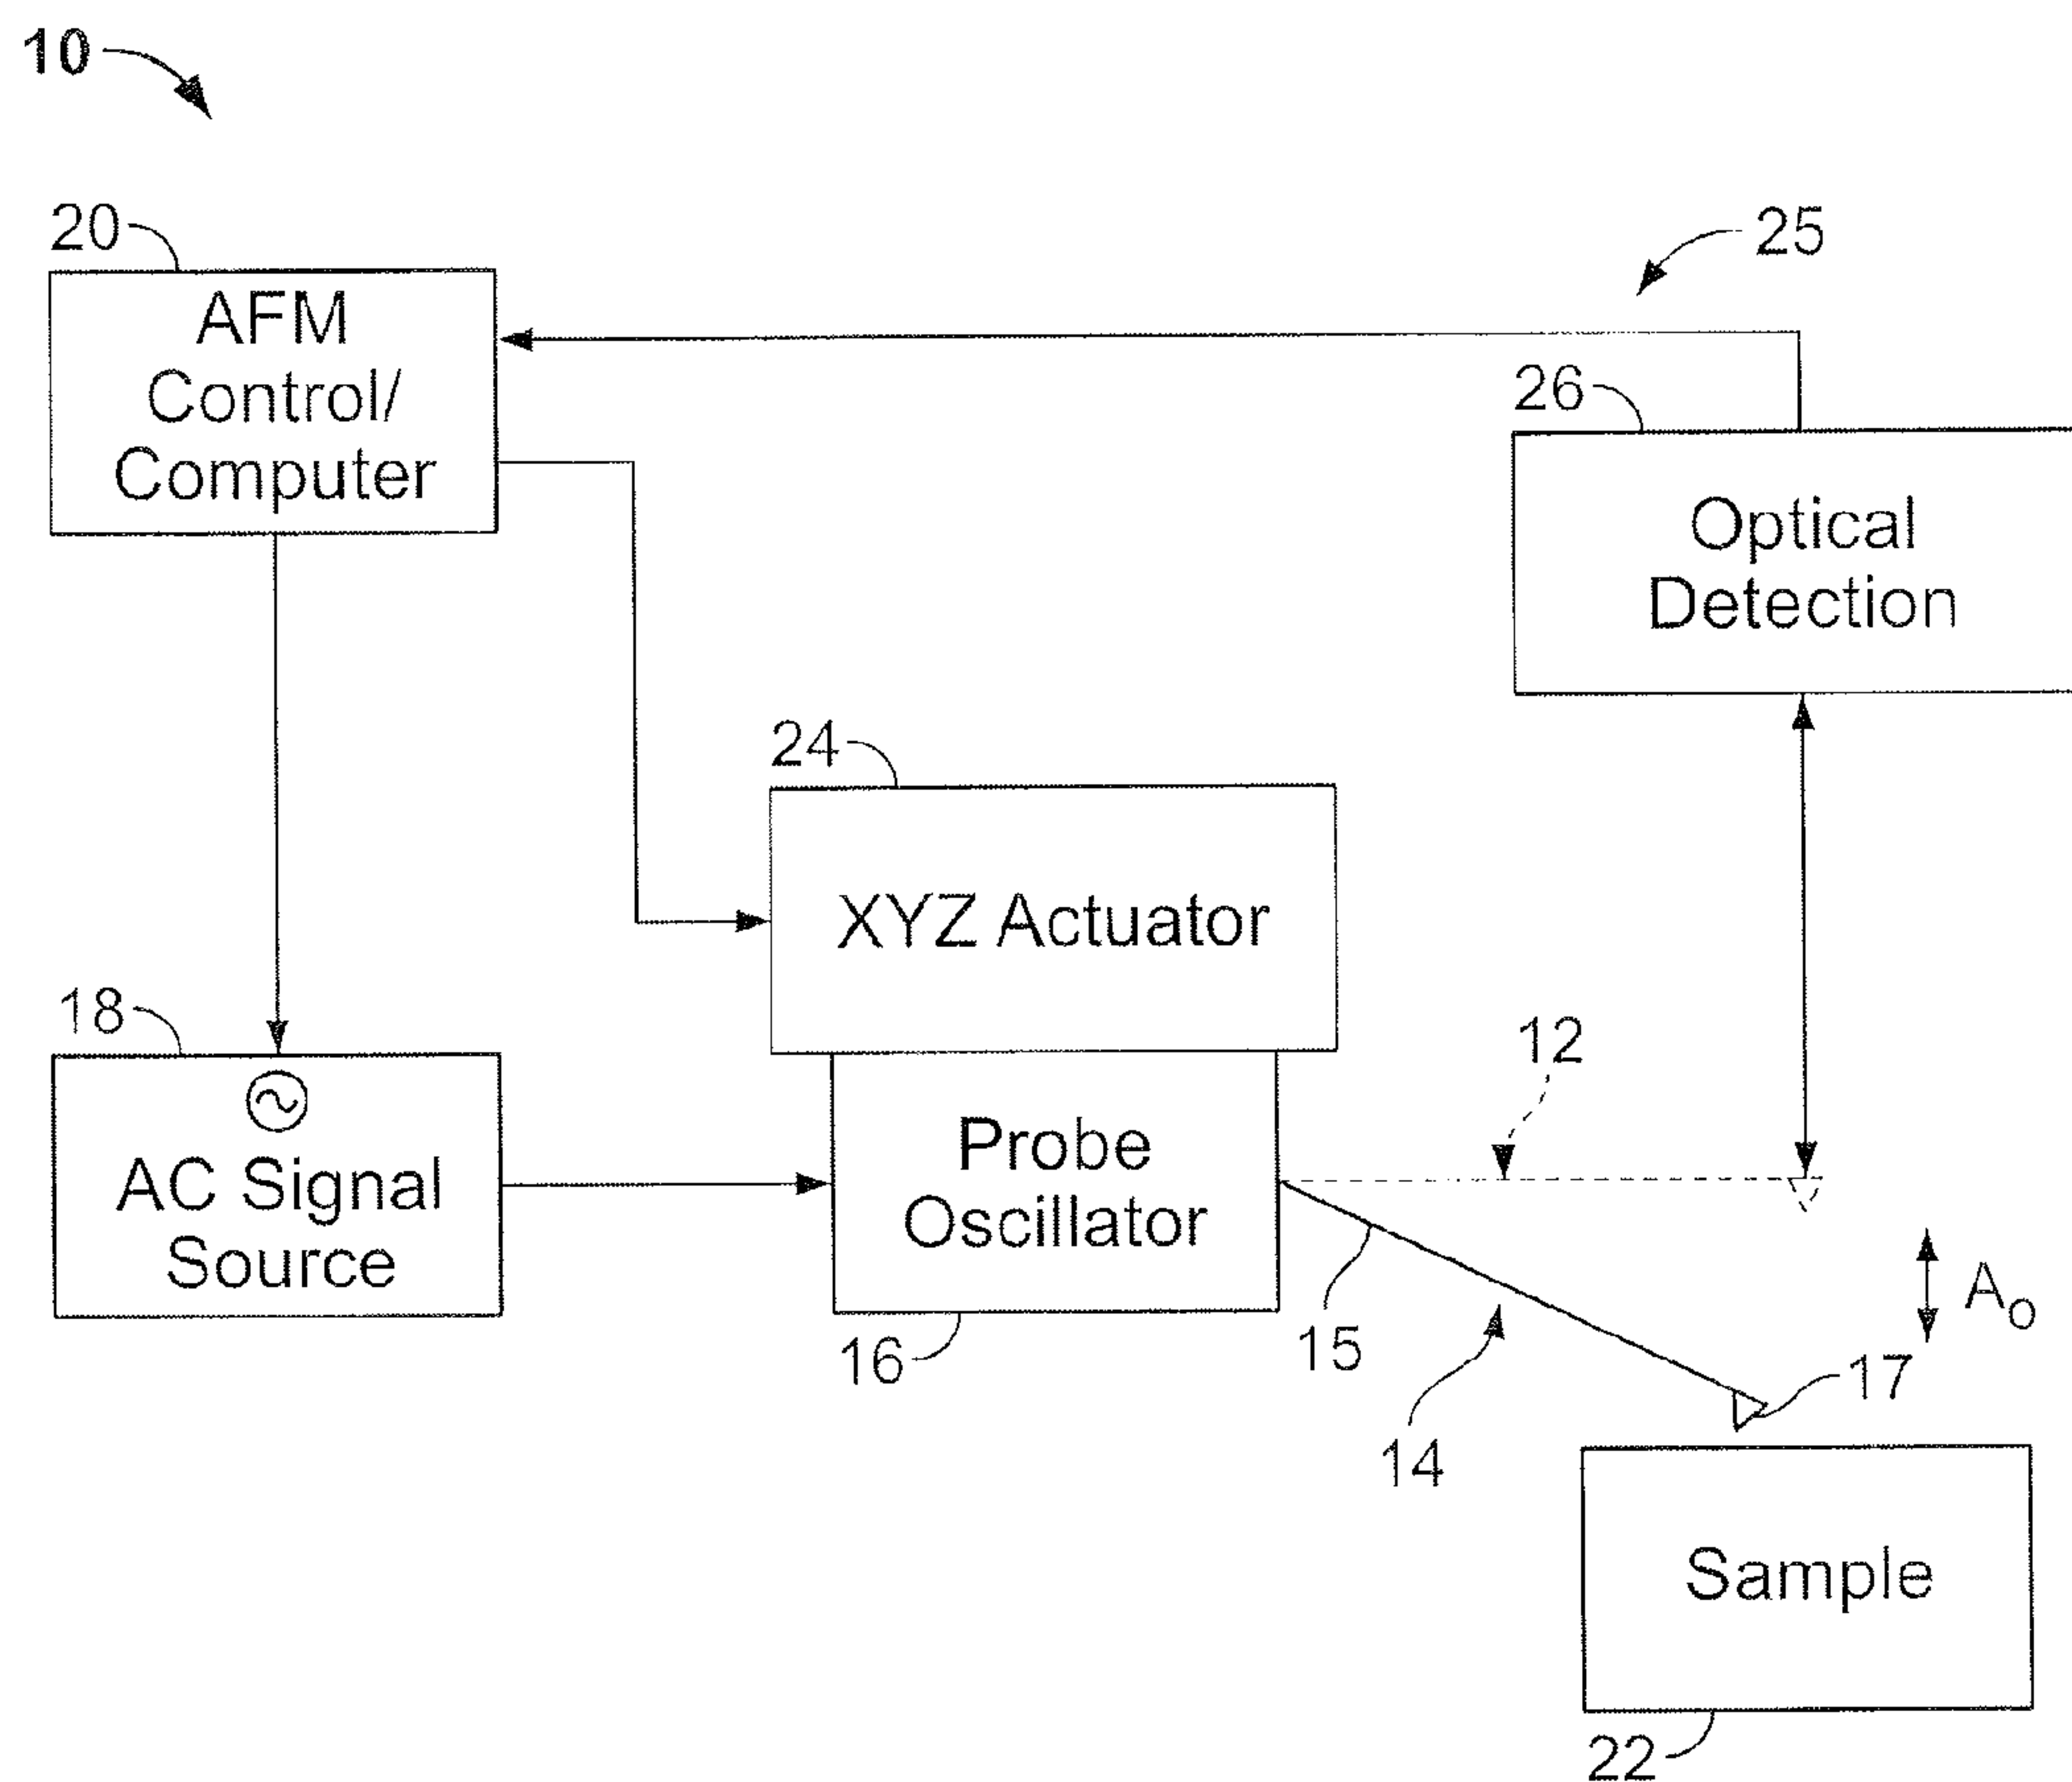 10
20
25
AFM
Control/
Computer
26
Optical
Detection
24
XYZ Actuator
18
12
AC Signal
Source
Probe
Oscillator
Ao
15
16
17
14
Sample
22